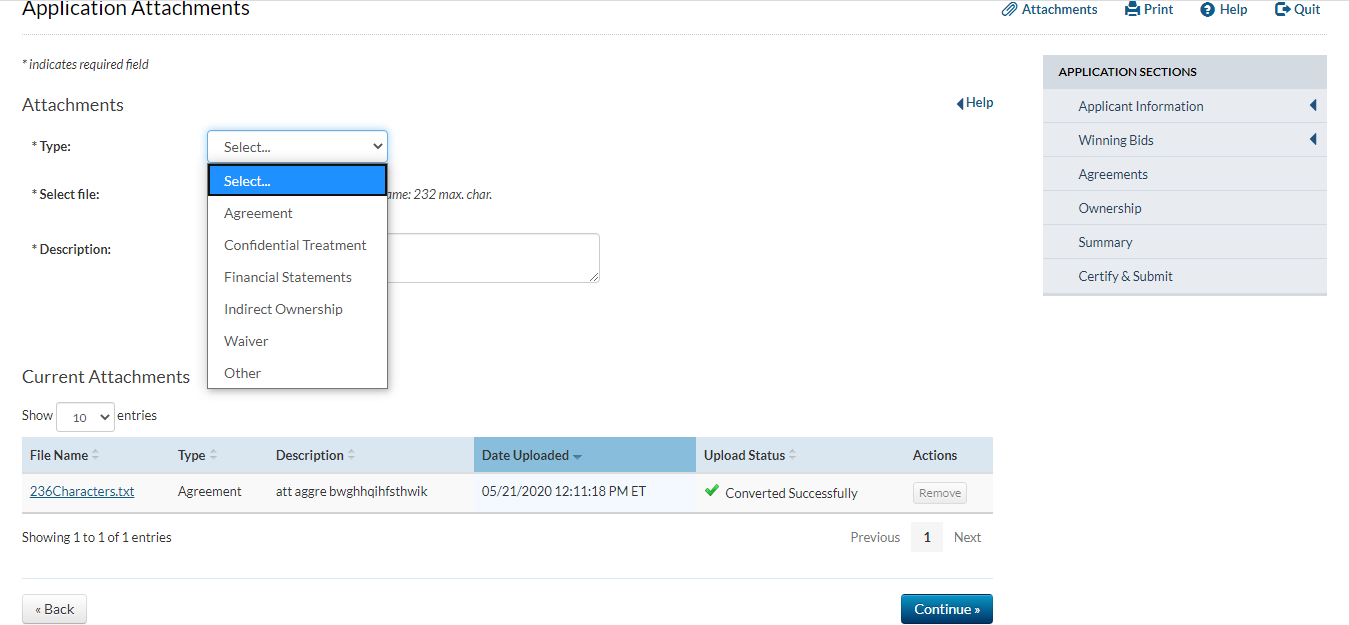 Application Attachments
Attachments Print Help Quit
* indicates required field
APPLICATION SECTIONS
Applicant Information
Winning Bids
Agreements
Ownership
Summary
Certify & Submit
Attachments
Help
* Type:
Select...
Select...
Agreement
Confidential Treatment
Financial Statements
Indirect Ownership
Waiver
Other
* Select file:
ame: 232 max. char.
* Description:
Current Attachments
Show 10 entries
File Name Type Description Date Uploaded Upload Status Actions
236Characters.txt Agreement att aggre bwghhqihfsthwik 05/21/2020 12:11:18 PM ET Converted Successfully Remove
Showing 1 to 1 of 1 entries
Previous 1 Next
« Back
Continue »